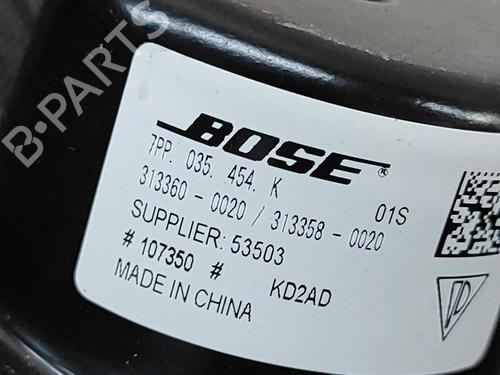 BOSE®
7PP. 035. 454. K 01S
313360-0020 / 313358-0020
SUPPLIER: 53503
# 107350 # KD2AD
MADE IN CHINA
B-PARTS